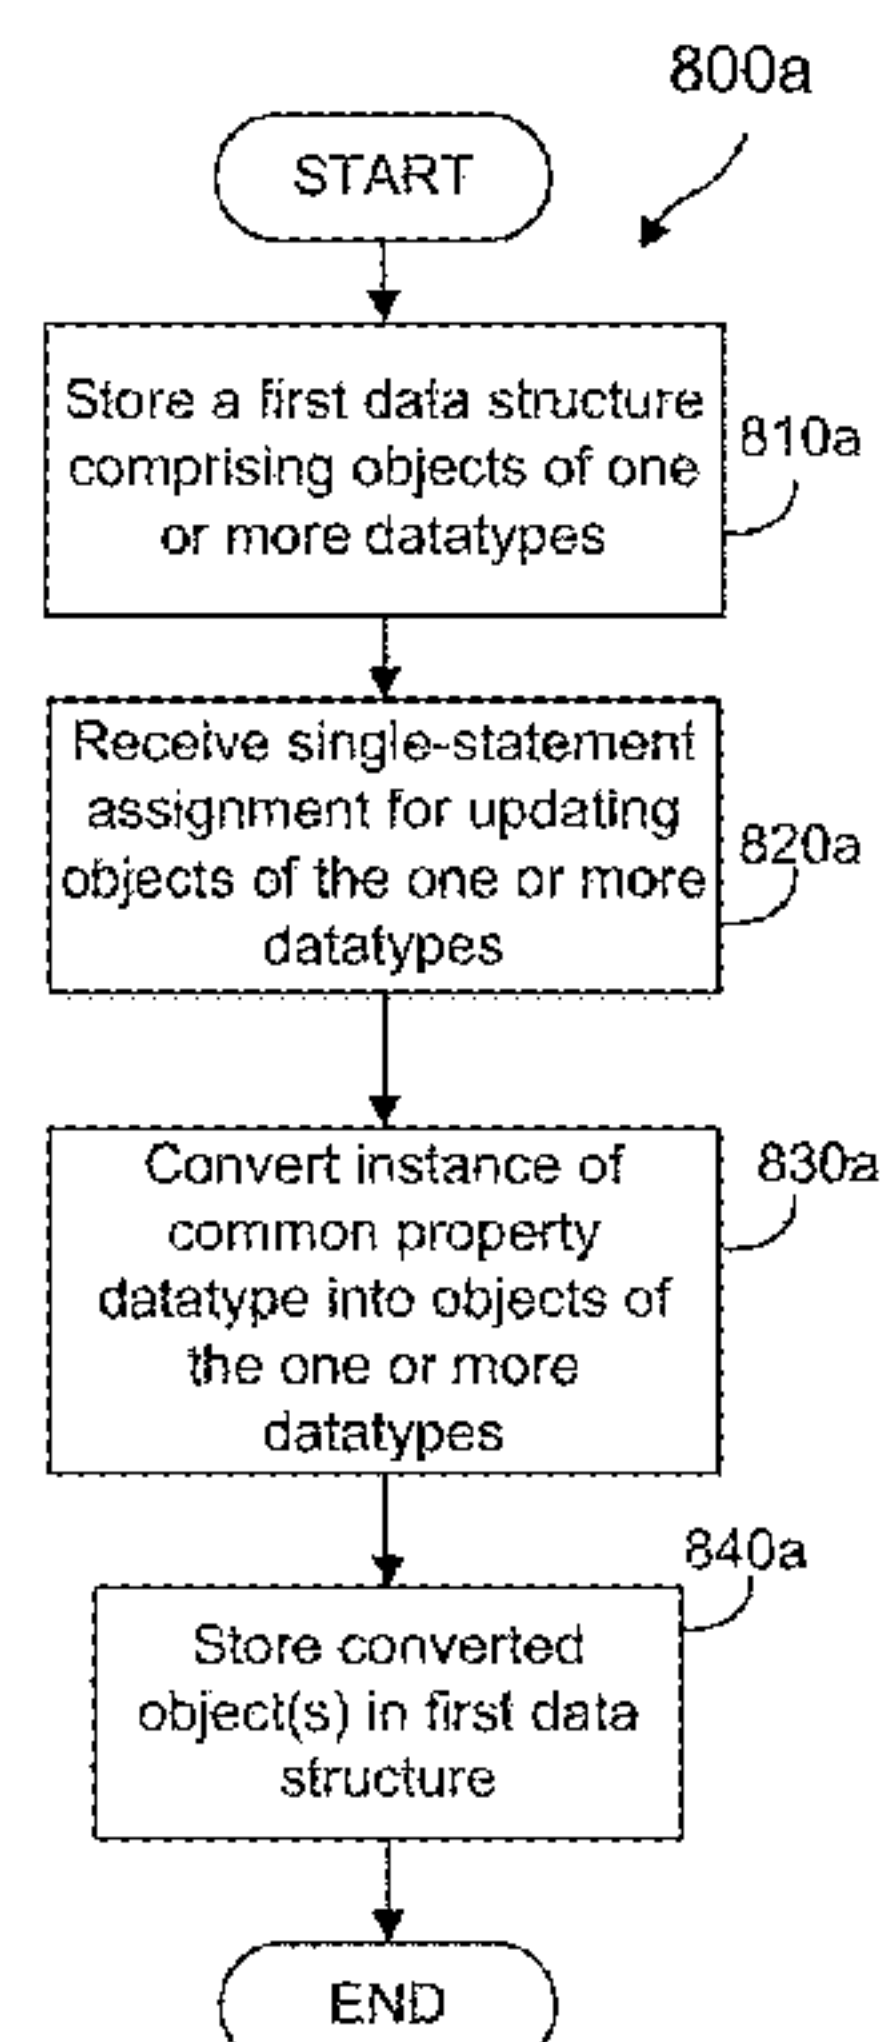 800a
START
Store a first data structure
comprising objects of one
or more datatypes
810a
Receive single-statement
assignment for updating
objects of the one or more
datatypes
820a
Convert instance of
common property
datatype into objects of
the one or more
datatypes
830a
840a
Store converted
object(s) in first data
structure
END